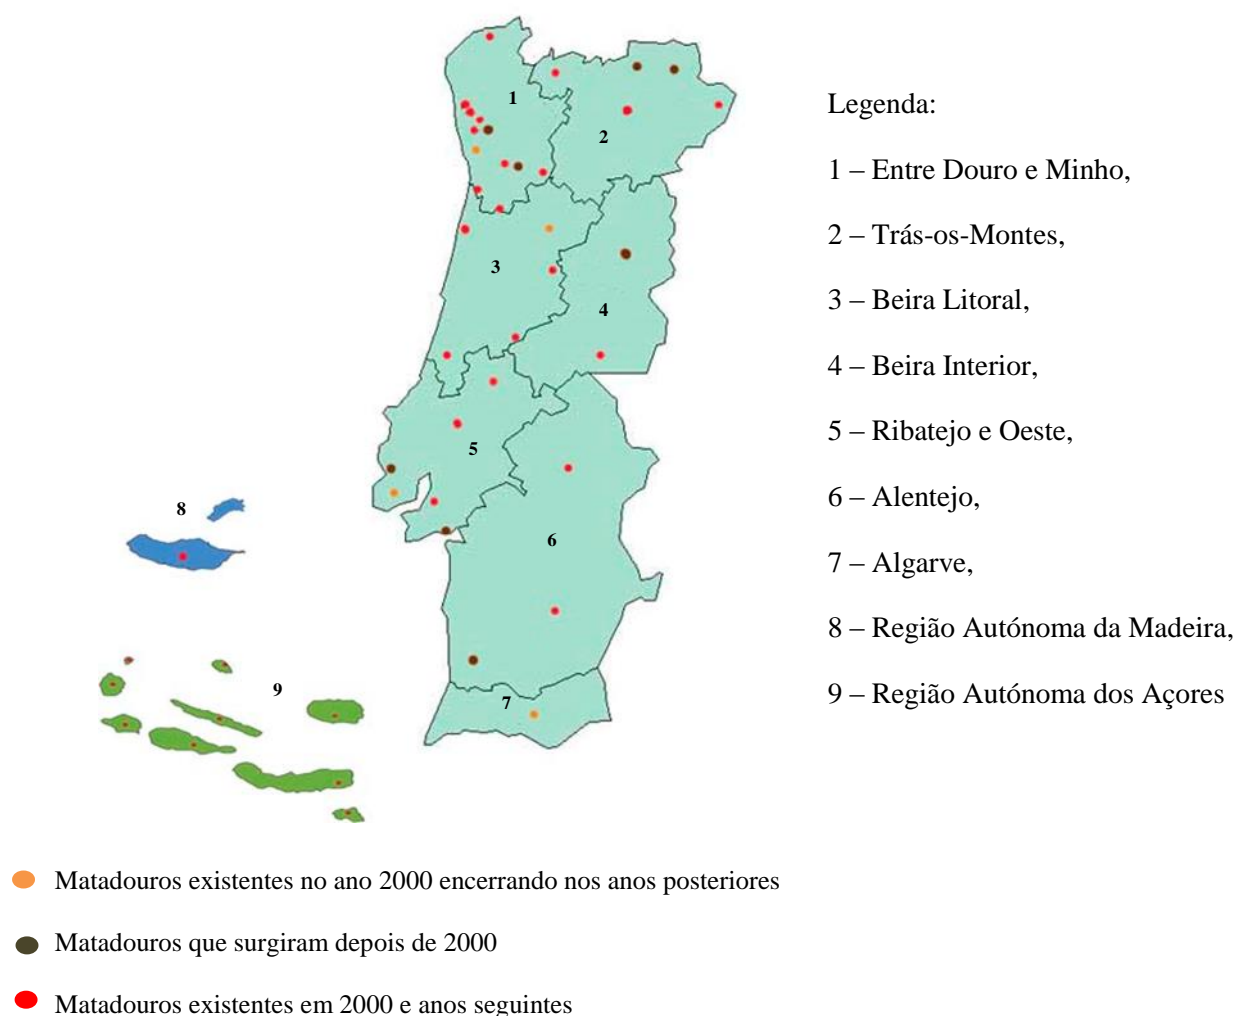 1
2
3
4
5
6
7
8
9
Legenda:
1 – Entre Douro e Minho,
2 – Trás-os-Montes,
3 – Beira Litoral,
4 – Beira Interior,
5 – Ribatejo e Oeste,
6 – Alentejo,
7 – Algarve,
8 – Região Autónoma da Madeira,
9 – Região Autónoma dos Açores
Matadouros existentes no ano 2000 encerrando nos anos posteriores
Matadouros que surgiram depois de 2000
Matadouros existentes em 2000 e anos seguintes